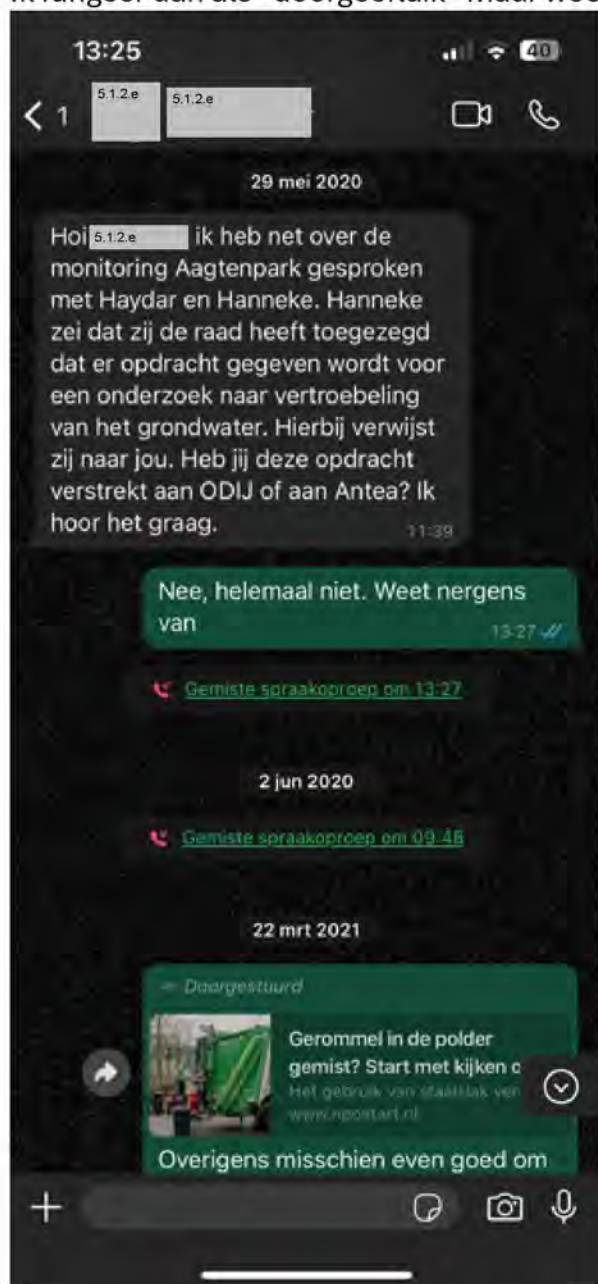 13:25
40
1
5.1.2.e
5.1.2.e
29 mei 2020
Hoi 5.1.2.e ik heb net over de
monitoring Aagtenpark gesproken
met Haydar en Hanneke. Hanneke
zei dat zij de raad heeft toegezegd
dat er opdracht gegeven wordt voor
een onderzoek naar vertroebeling
van het grondwater. Hierbij verwijst
zij naar jou. Heb jij deze opdracht
verstrekt aan ODIJ of aan Antea? Ik
hoor het graag.
11:39
Nee, helemaal niet. Weet nergens
van
13:27
Gemiste spraakoproep om 13:27
2 jun 2020
Gemiste spraakoproep om 09:46
22 mrt 2021
Doorgestuurd
Gerommel in de polder
gemist? Start met kijken o
Het gebruik van staalslak ver
www.npostart.nl
Overigens misschien even goed om